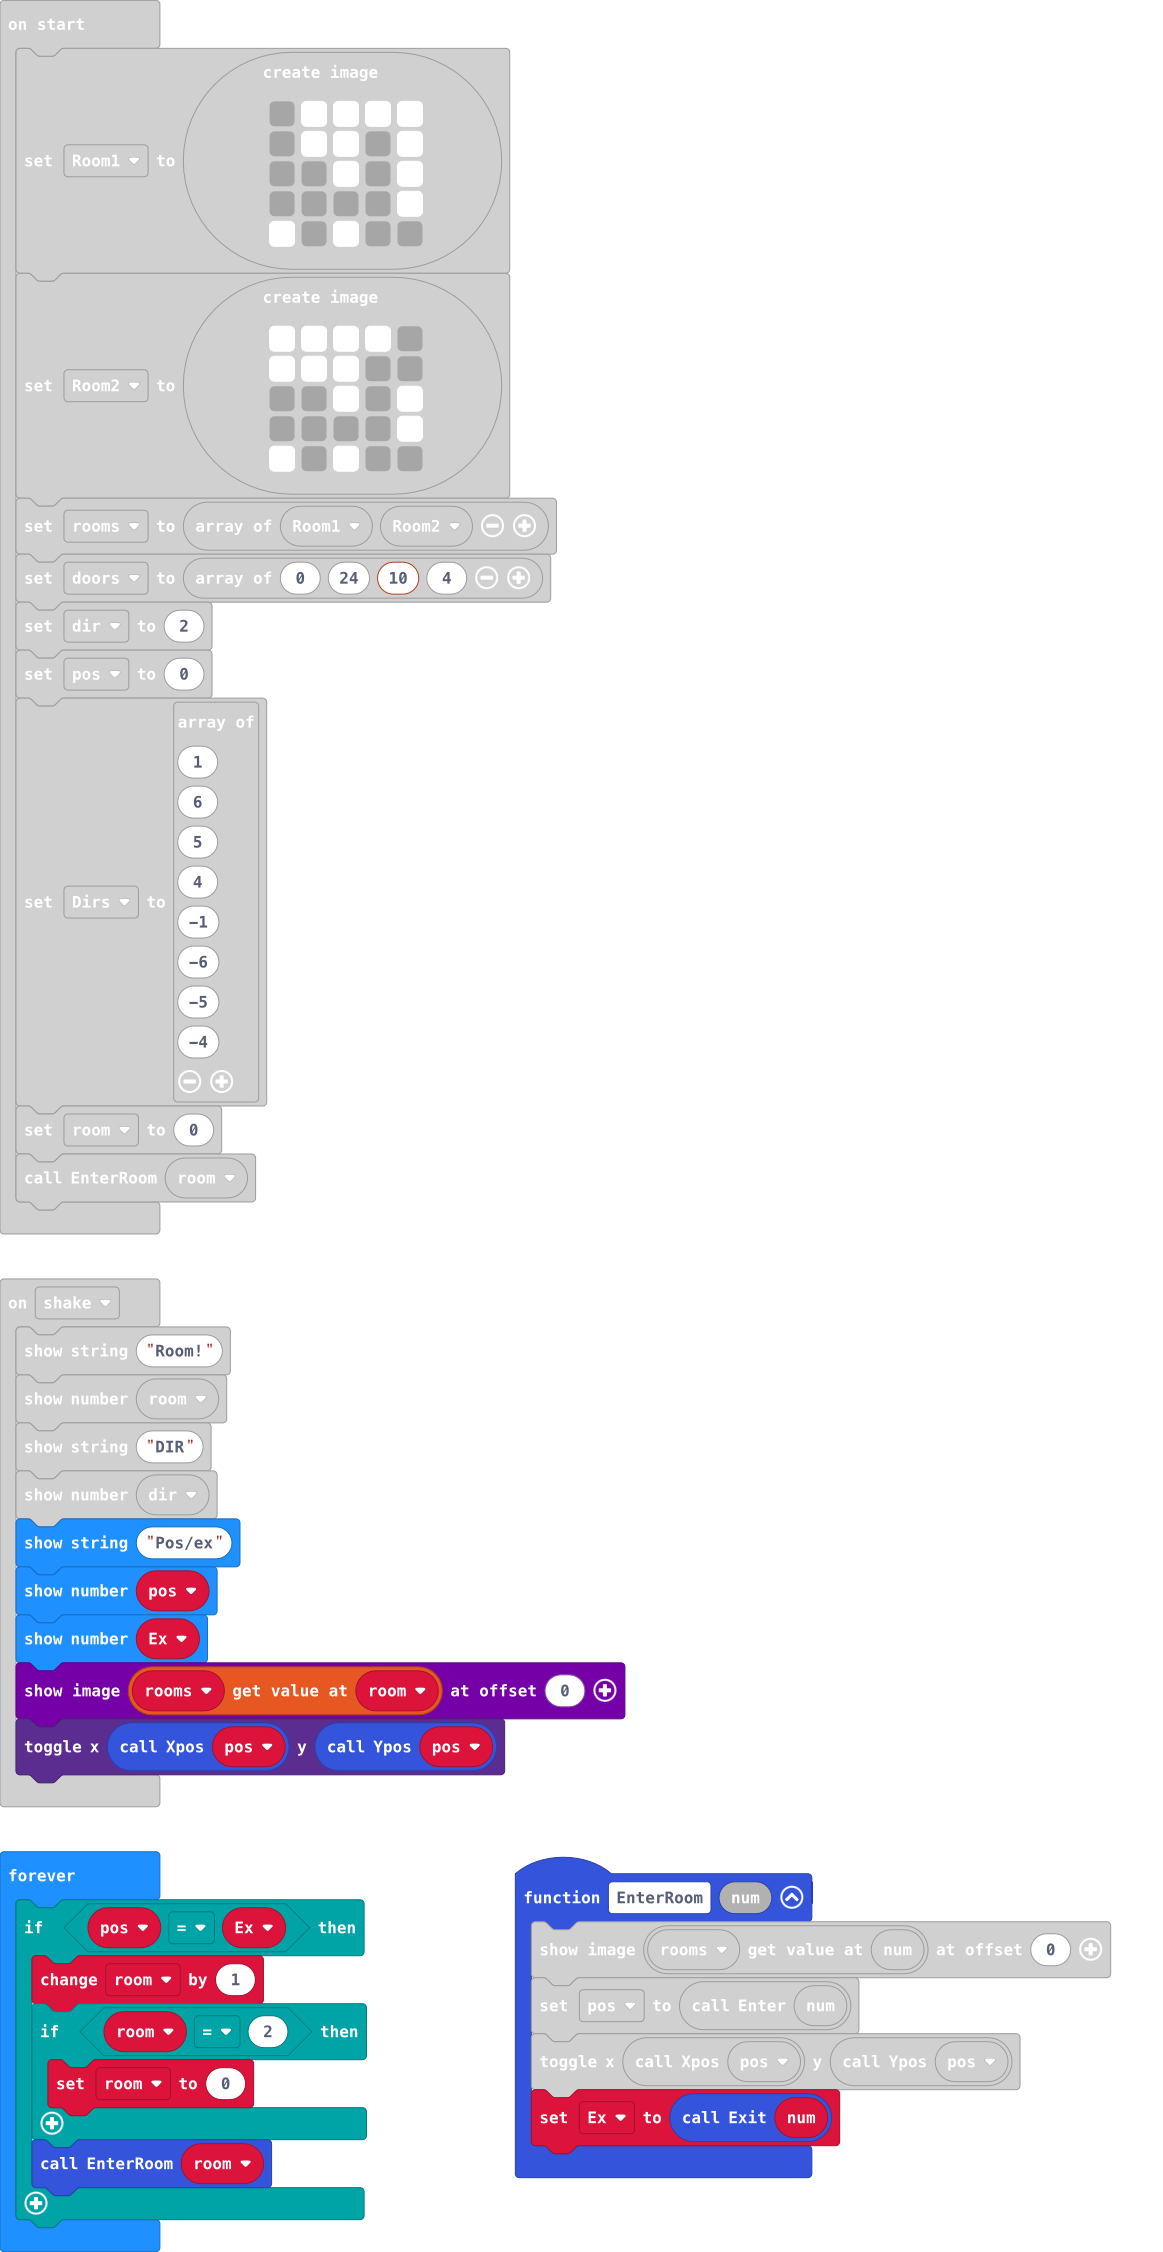 on start
create image
set Room1 to
create image
set Room2 to
set rooms to array of Room1 Room2
set doors to array of 0 24 10 4
set dir to 2
set pos to 0
array of
1
6
5
4
set Dirs to
−1
−6
−5
−4
set room to 0
call EnterRoom room
on shake
show string "Room!"
show number room
show string "DIR"
show number dir
show string "Pos/ex"
show number pos
show number Ex
show image rooms get value at room at offset 0
toggle x call Xpos pos y call Ypos pos
forever
if pos = Ex then
change room by 1
if room = 2 then
set room to 0
call EnterRoom room
function EnterRoom num
show image rooms get value at num at offset 0
set pos to call Enter num
toggle x call Xpos pos y call Ypos pos
set Ex to call Exit num